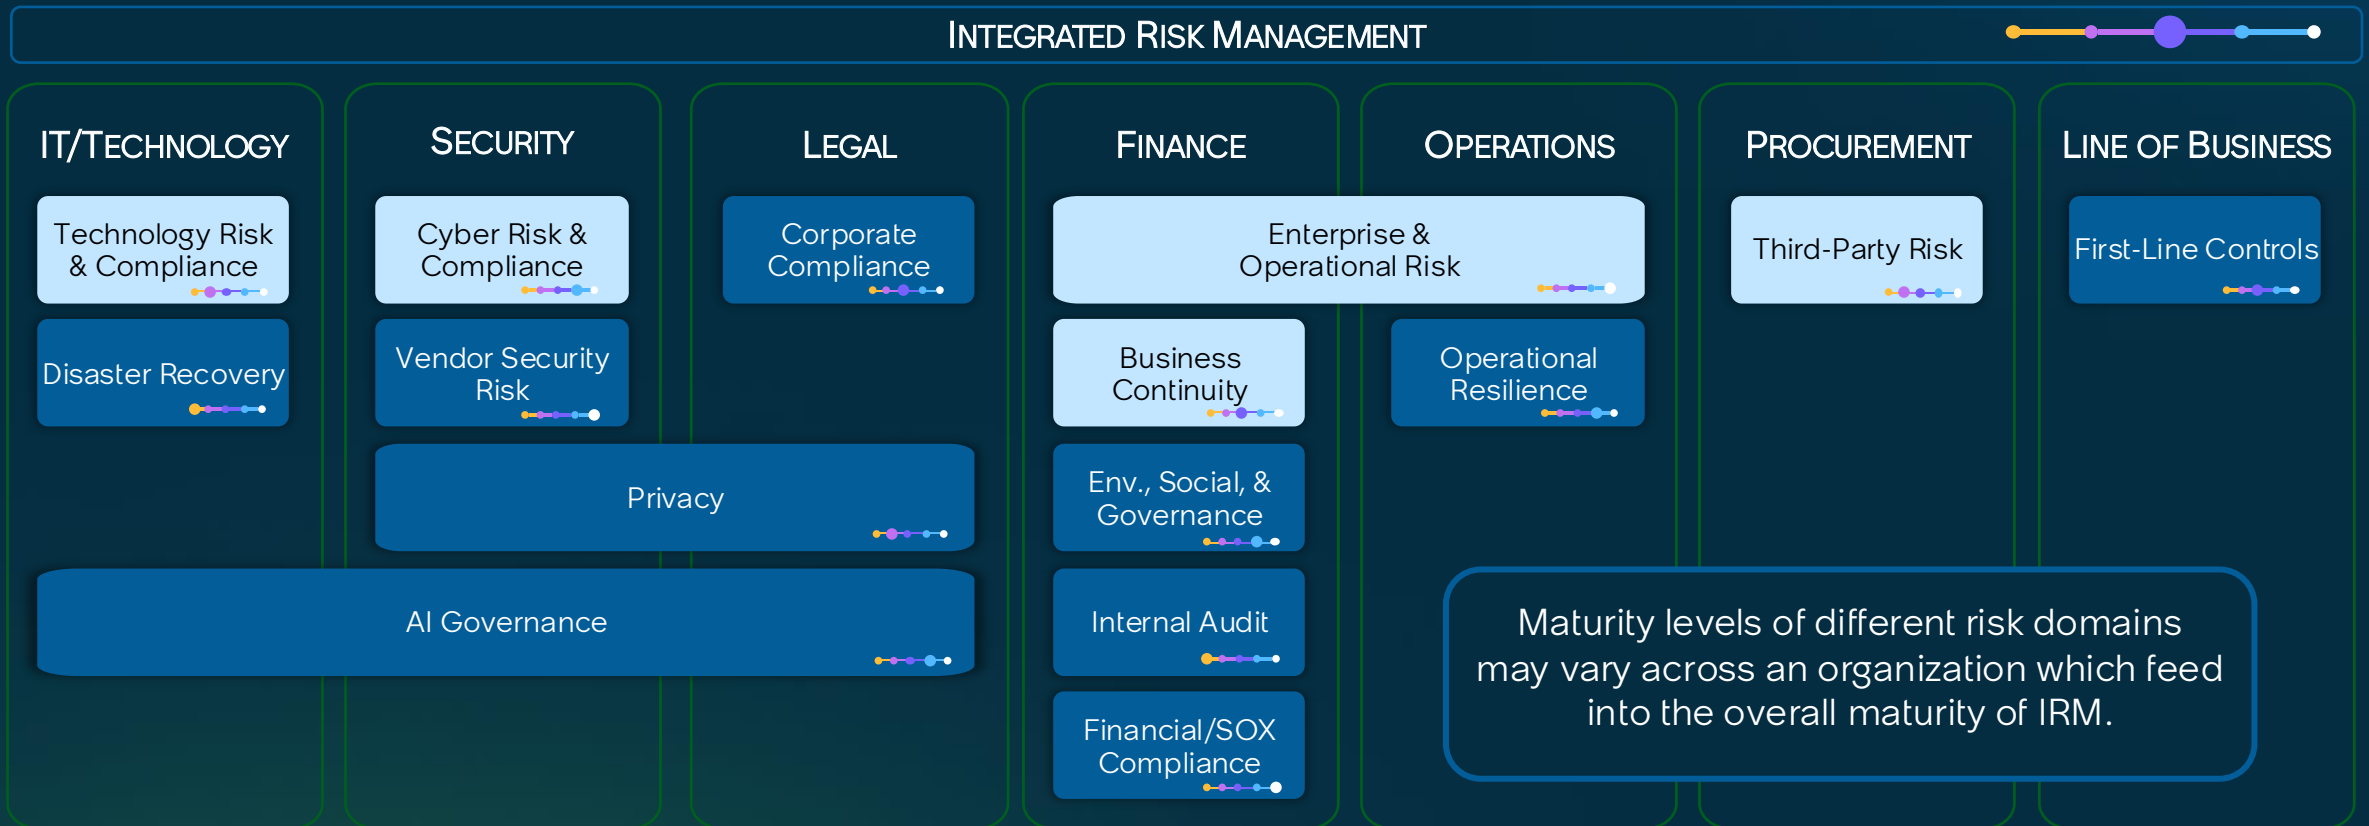 INTEGRATED RISK MANAGEMENT
IT/TECHNOLOGY
Technology Risk
& Compliance
Disaster Recovery
SECURITY
Cyber Risk &
Compliance
Vendor Security
Risk
LEGAL
Corporate
Compliance
Privacy
AI Governance
FINANCE
OPERATIONS
Enterprise &
Operational Risk
Business
Continuity
Env., Social, &
Governance
Internal Audit
Financial/SOX
Compliance
Operational
Resilience
PROCUREMENT
Third-Party Risk
LINE OF BUSINESS
First-Line Controls
Maturity levels of different risk domains
may vary across an organization which feed
into the overall maturity of IRM.